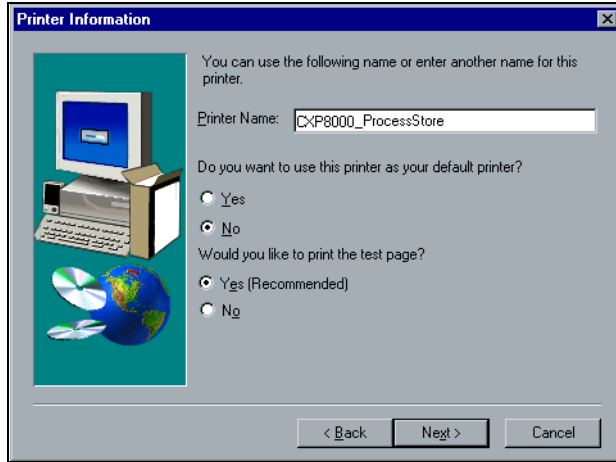 Printer Information
You can use the following name or enter another name for this
printer.
Printer Name: CXP8000_ProcessStore
Do you want to use this printer as your default printer?
Yes
No
Would you like to print the test page?
Yes (Recommended)
No
< Back Next > Cancel